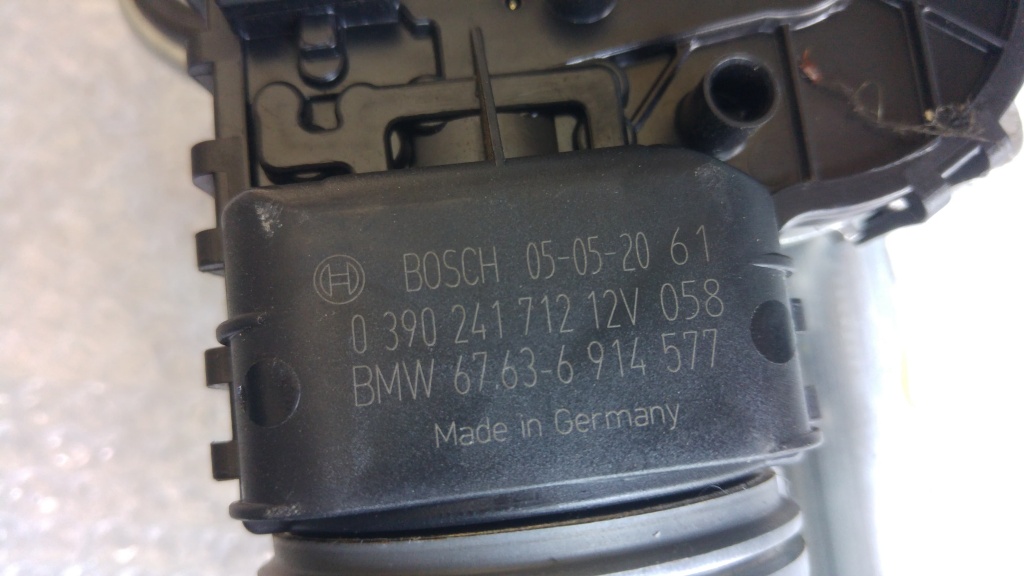 BOSCH 05-05-20 61
0 390 241 712 12V 058
BMW 67.63-6 914 577
Made in Germany